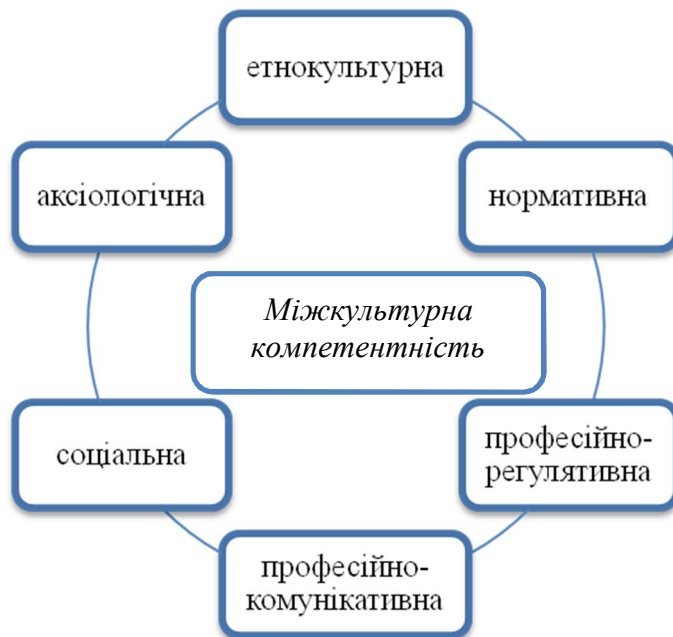 етнокультурна
аксіологічна
нормативна
Міжкультурна
компетентність
соціальна
професійно-
регулятивна
професійно-
комунікативна